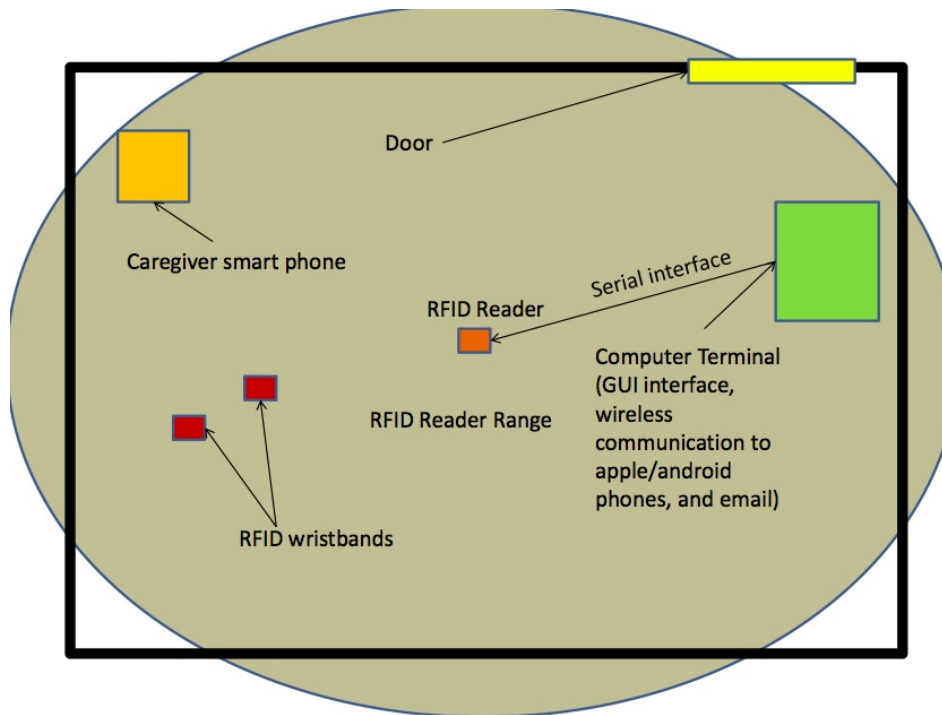 Door
Caregiver smart phone
Serial interface
RFID Reader
Computer Terminal
(GUI interface,
wireless
communication to
apple/android
phones, and email)
RFID Reader Range
RFID wristbands